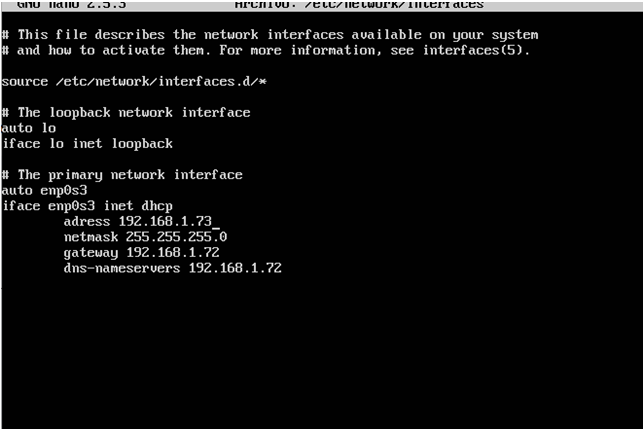 GNU nano 2.5.3 Archivo: /etc/network/interfaces
# This file describes the network interfaces available on your system
# and how to activate them. For more information, see interfaces(5).
source /etc/network/interfaces.d/*
# The loopback network interface
auto lo
iface lo inet loopback
# The primary network interface
auto enp0s3
iface enp0s3 inet dhcp
adress 192.168.1.73_
netmask 255.255.255.0
gateway 192.168.1.72
dns-nameservers 192.168.1.72